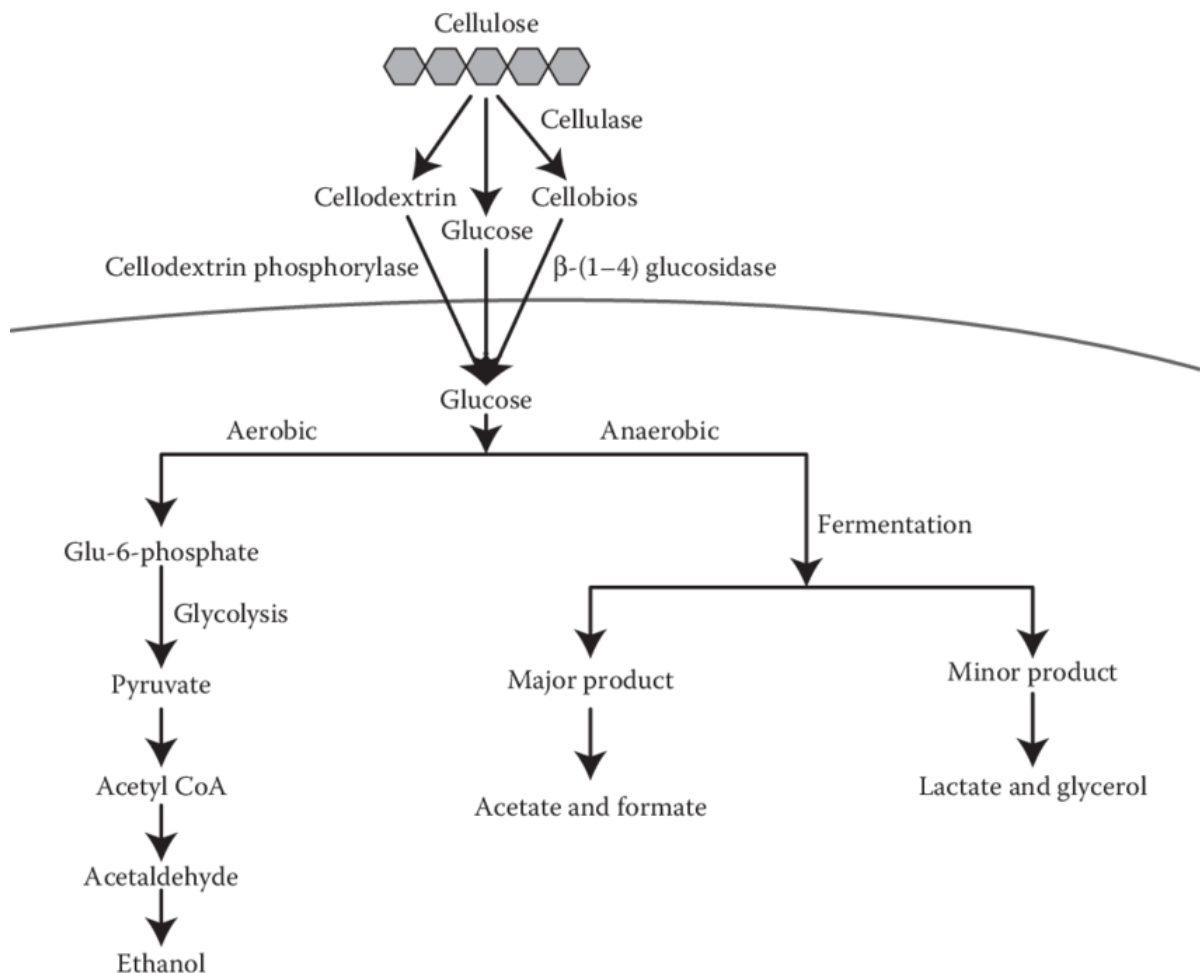 Cellulose
Cellulase
Cellodextrin
Cellobios
Glucose
Cellodextrin phosphorylase
β-(1–4) glucosidase
Glucose
Aerobic
Anaerobic
Fermentation
Glu-6-phosphate
Glycolysis
Pyruvate
Major product
Minor product
Acetyl CoA
Acetate and formate
Lactate and glycerol
Acetaldehyde
Ethanol